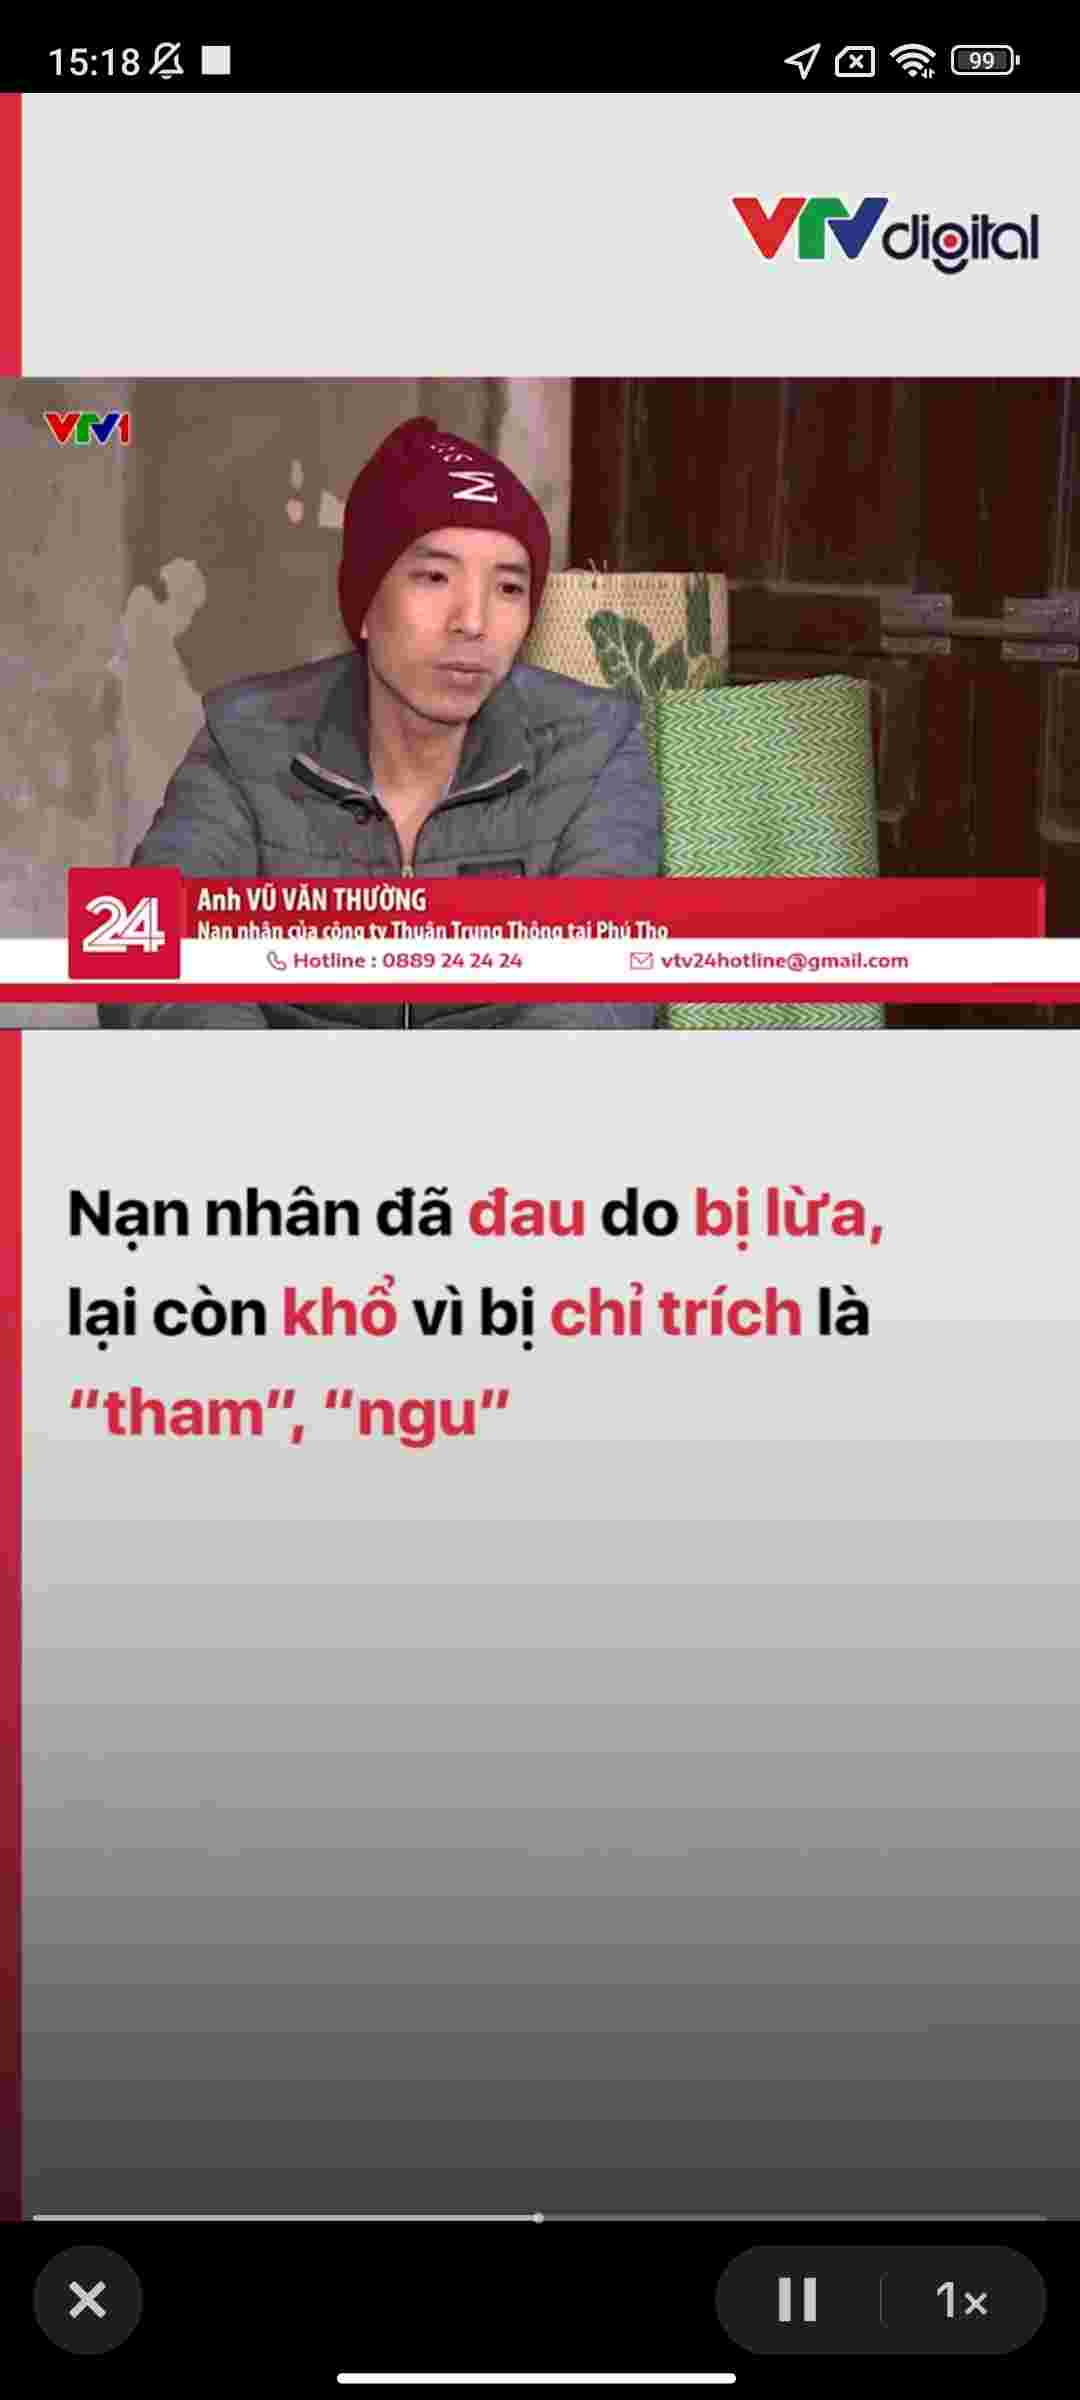 15:18
99
VTV digital
VTV1
M
24
Anh VŨ VĂN THƯỜNG
Nạn nhân của công ty Thuận Trung Thông tại Phú Thọ
Hotline : 0889 24 24 24
vtv24hotline@gmail.com
Nạn nhân đã đau do bị lừa,
lại còn khổ vì bị chỉ trích là
“tham”, “ngu”
1x